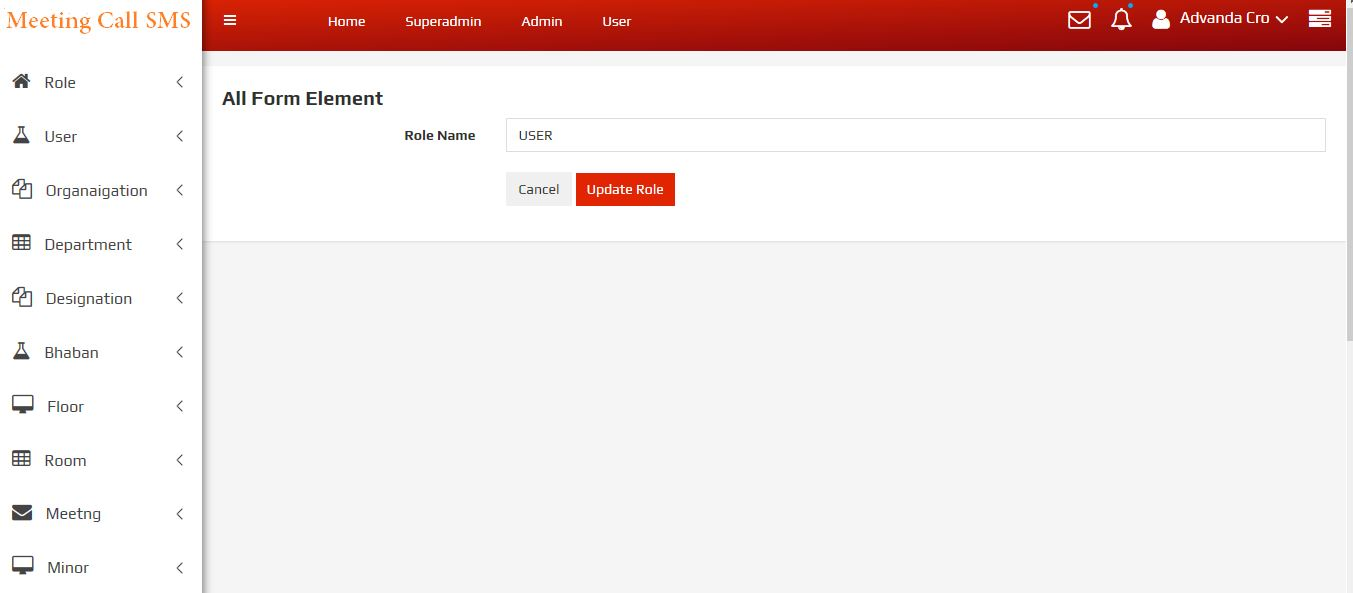 Meeting Call SMS
Home Superadmin Admin User Advanda Cro
Role
User
Organaigation
Department
Designation
Bhaban
Floor
Room
Meetng
Minor
All Form Element
Role Name USER
Cancel Update Role